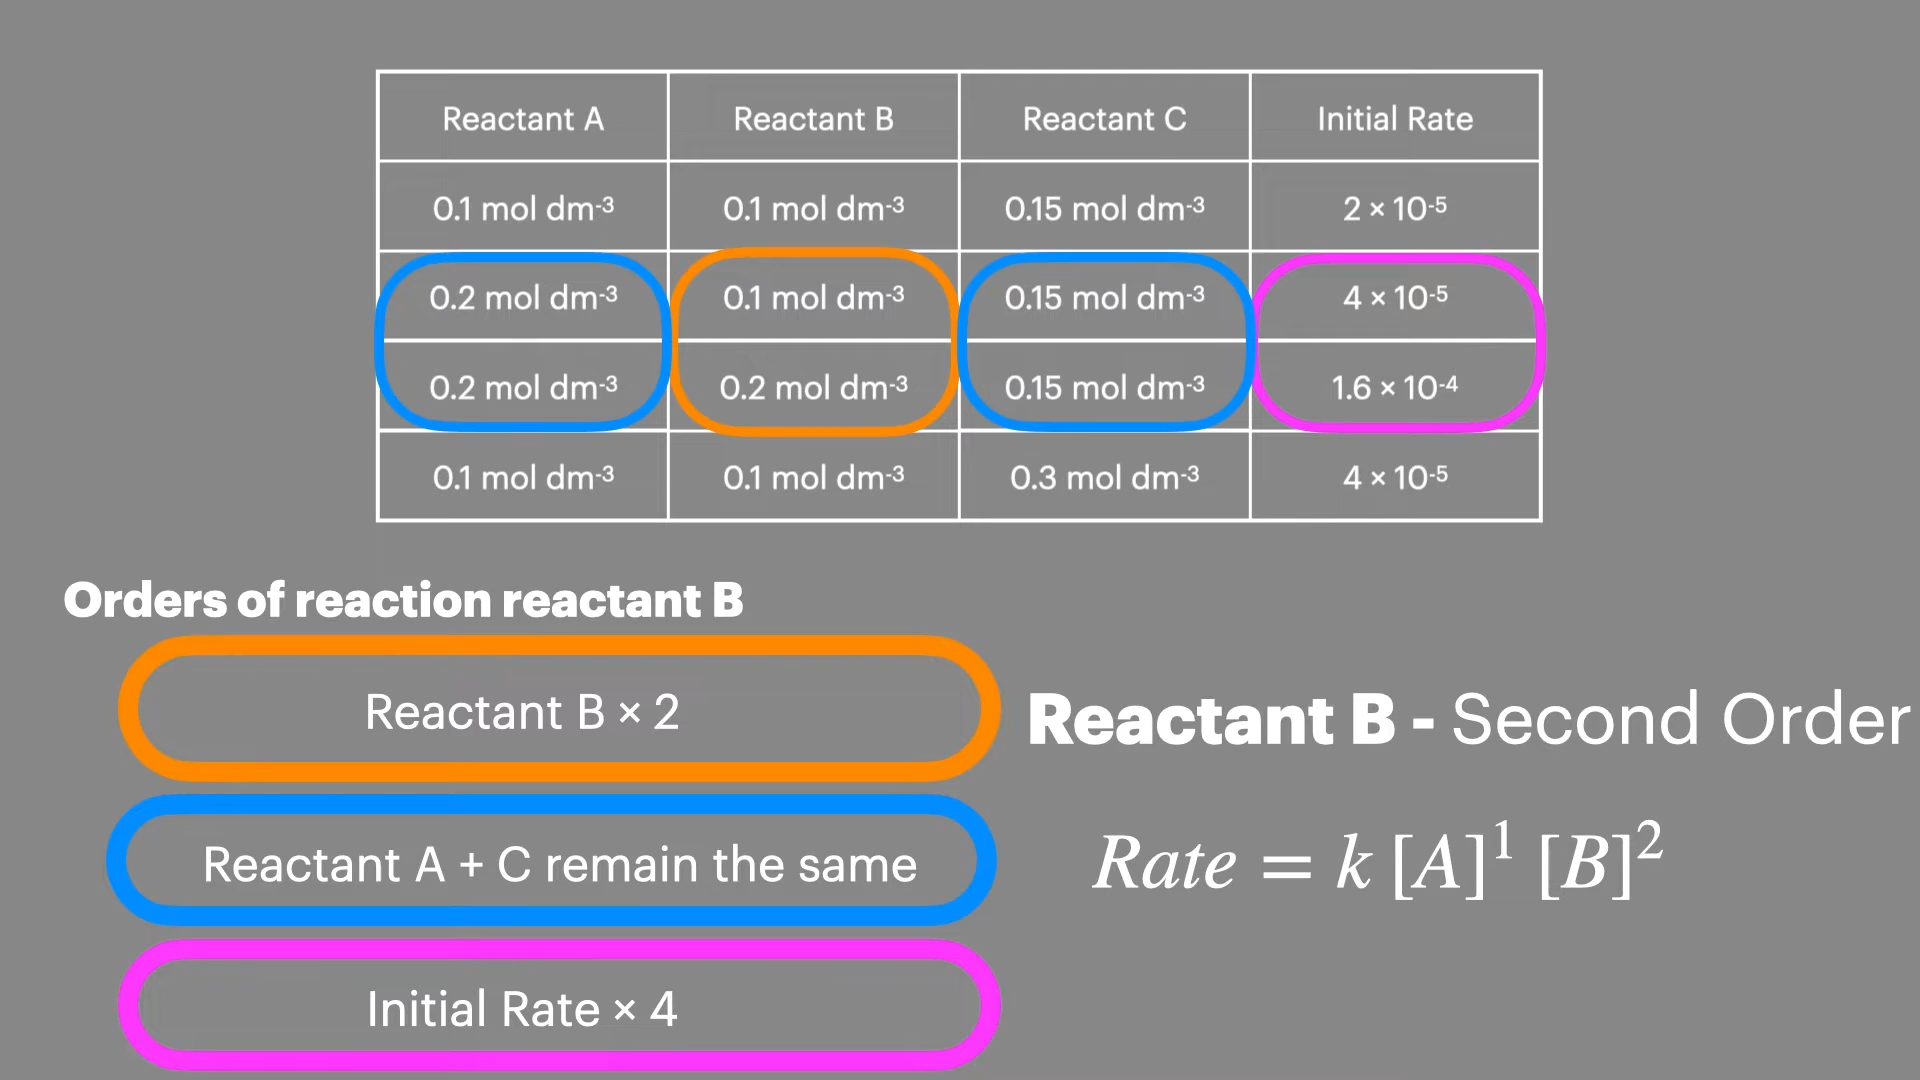 Reactant A Reactant B Reactant C Initial Rate
0.1 mol dm-3 0.1 mol dm-3 0.15 mol dm-3 2 × 10-5
0.2 mol dm-3 0.1 mol dm-3 0.15 mol dm-3 4 × 10-5
0.2 mol dm-3 0.2 mol dm-3 0.15 mol dm-3 1.6 × 10-4
0.1 mol dm-3 0.1 mol dm-3 0.3 mol dm-3 4 × 10-5
Orders of reaction reactant B
Reactant B × 2
Reactant A + C remain the same
Initial Rate × 4
Reactant B - Second Order
Rate = k [A]1 [B]2